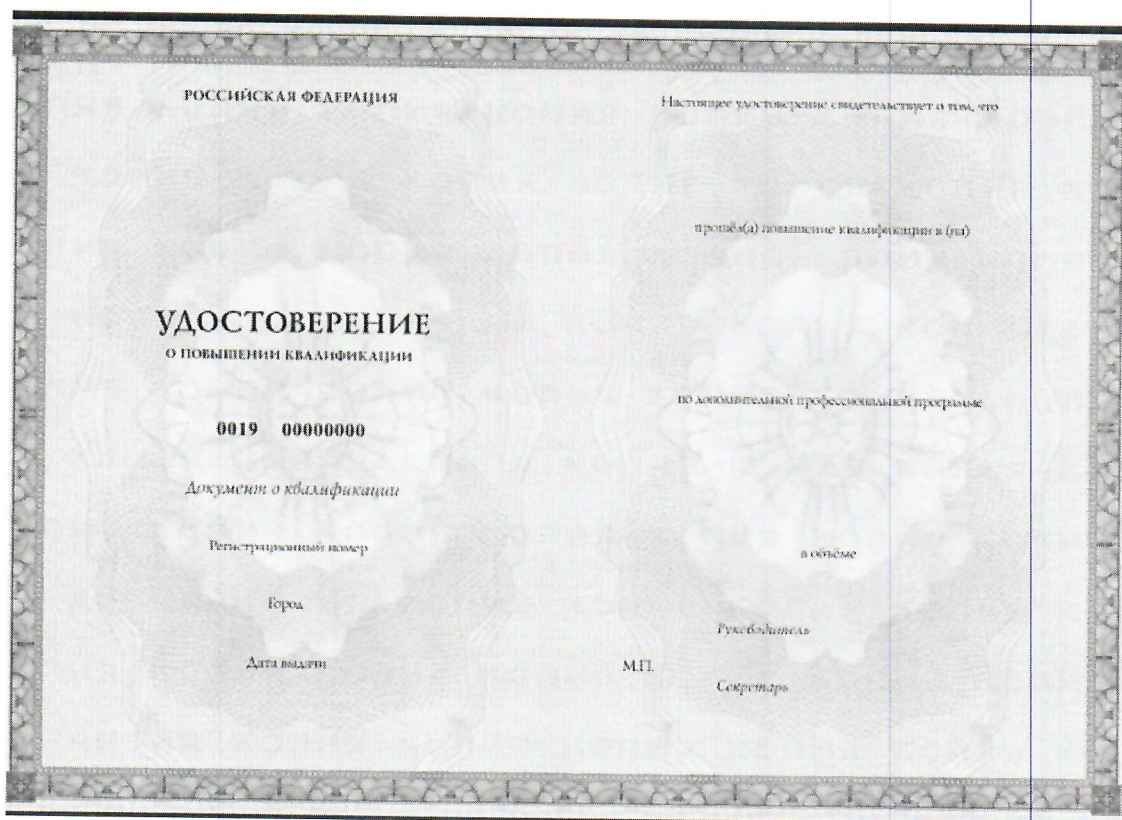 РОССИЙСКАЯ ФЕДЕРАЦИЯ
УДОСТОВЕРЕНИЕ
О ПОВЫШЕНИИ КВАЛИФИКАЦИИ
0019 00000000
Документ о квалификации
Регистрационный номер
Город
Дата выдачи
Настоящее удостоверение свидетельствует о том, что
прошёл(а) повышение квалификации в (на)
по дополнительной профессиональной программе
в объёме
Руководитель
М.П.
Секретарь